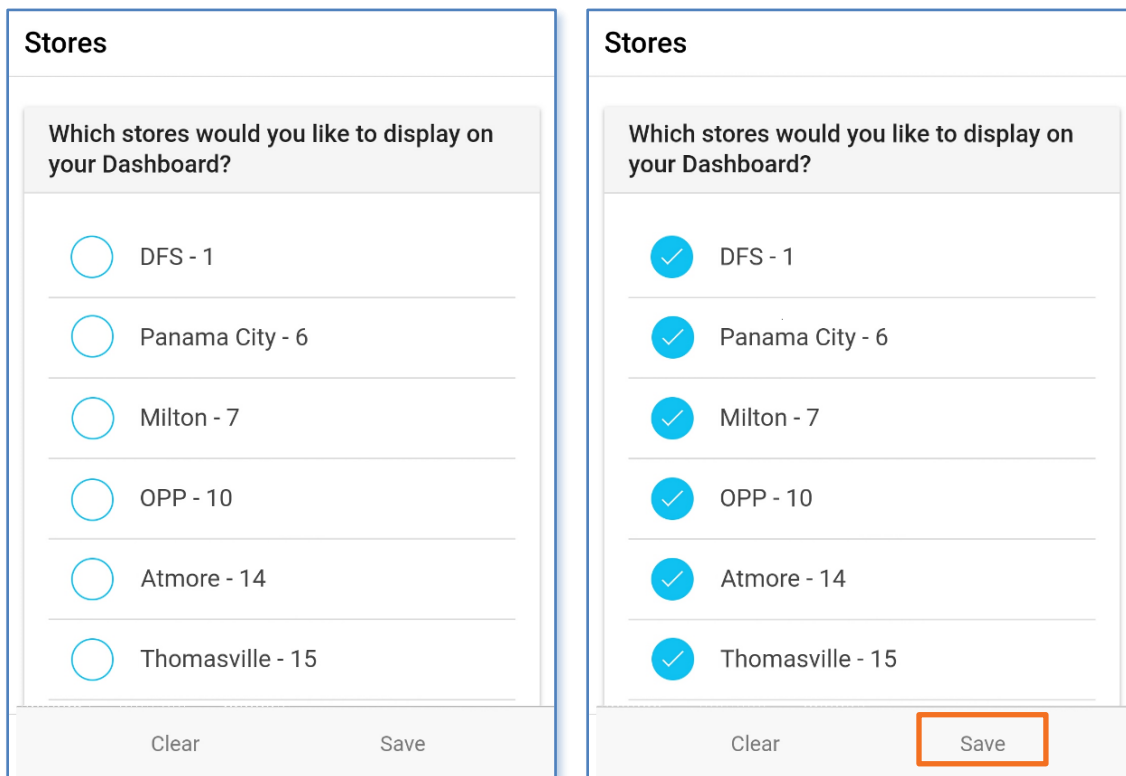 Stores
Which stores would you like to display on
your Dashboard?
DFS - 1
Panama City - 6
Milton - 7
OPP - 10
Atmore - 14
Thomasville - 15
Clear
Save
Stores
Which stores would you like to display on
your Dashboard?
DFS - 1
Panama City - 6
Milton - 7
OPP - 10
Atmore - 14
Thomasville - 15
Clear
Save